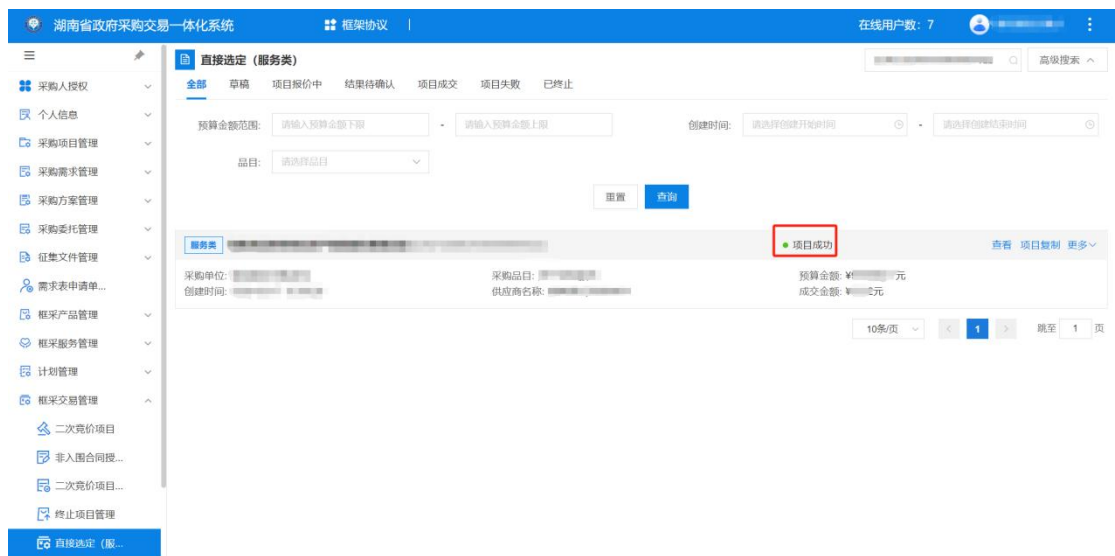 湖南省政府采购交易一体化系统 框架协议 在线用户数: 7
直接选定（服务类） 高级搜索
全部 草稿 项目报价中 结果待确认 项目成交 项目失败 已终止
预算金额范围: 请输入预算金额下限 - 请输入预算金额上限 创建时间: 请选择创建开始时间 - 请选择创建结束时间
品目: 请选择品目
重置 查询
服务类 项目成功 查看 项目复制 更多
采购单位: 采购品目: 预算金额: ¥ 元
创建时间: 供应商名称: 成交金额: ¥ 元
10条/页 1 跳至 1 页
采购人授权
个人信息
采购项目管理
采购需求管理
采购方案管理
采购委托管理
征集文件管理
需求表申请单...
框采产品管理
框采服务管理
计划管理
框采交易管理
二次竞价项目
非入围合同授...
二次竞价项目...
终止项目管理
直接选定（服...